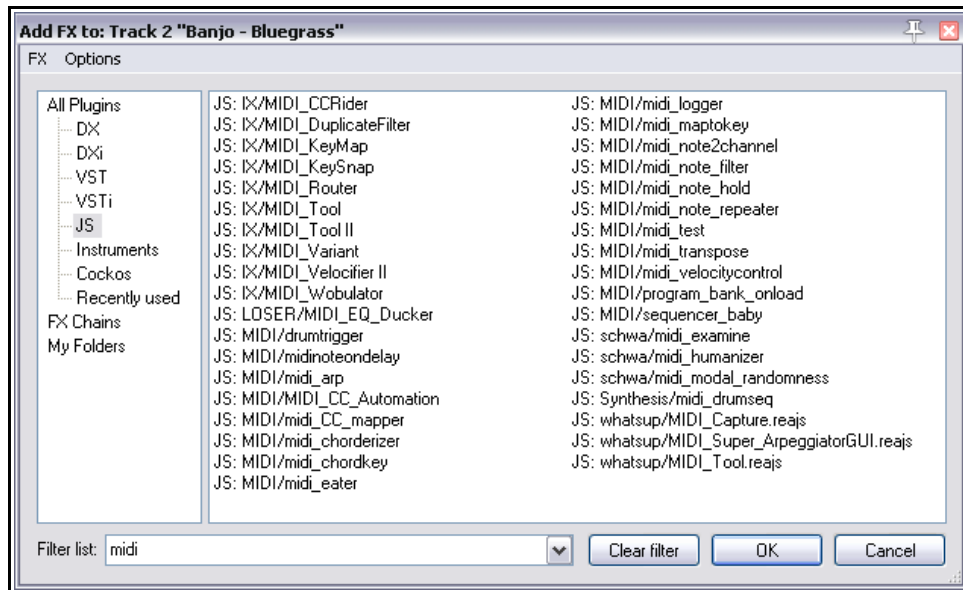 Add FX to: Track 2 "Banjo - Bluegrass"
FX Options
All Plugins
DX
DXi
VST
VSTi
JS
Instruments
Cockos
Recently used
FX Chains
My Folders
JS: IX/MIDI_CCRider
JS: IX/MIDI_DuplicateFilter
JS: IX/MIDI_KeyMap
JS: IX/MIDI_KeySnap
JS: IX/MIDI_Router
JS: IX/MIDI_Tool
JS: IX/MIDI_Tool II
JS: IX/MIDI_Variant
JS: IX/MIDI_Velocifier II
JS: IX/MIDI_Wobulator
JS: LOSER/MIDI_EQ_Ducker
JS: MIDI/drumtrigger
JS: MIDI/midinoteondelay
JS: MIDI/midi_arp
JS: MIDI/MIDI_CC_Automation
JS: MIDI/midi_CC_mapper
JS: MIDI/midi_chorderizer
JS: MIDI/midi_chordkey
JS: MIDI/midi_eater
JS: MIDI/midi_logger
JS: MIDI/midi_maptokey
JS: MIDI/midi_note2channel
JS: MIDI/midi_note_filter
JS: MIDI/midi_note_hold
JS: MIDI/midi_note_repeater
JS: MIDI/midi_test
JS: MIDI/midi_transpose
JS: MIDI/midi_velocitycontrol
JS: MIDI/program_bank_onload
JS: MIDI/sequencer_baby
JS: schwa/midi_examine
JS: schwa/midi_humanizer
JS: schwa/midi_modal_randomness
JS: Synthesis/midi_drumseq
JS: whatsup/MIDI_Capture.reajs
JS: whatsup/MIDI_Super_ArpeggiatorGUI.reajs
JS: whatsup/MIDI_Tool.reajs
Filter list: midi
Clear filter
OK
Cancel